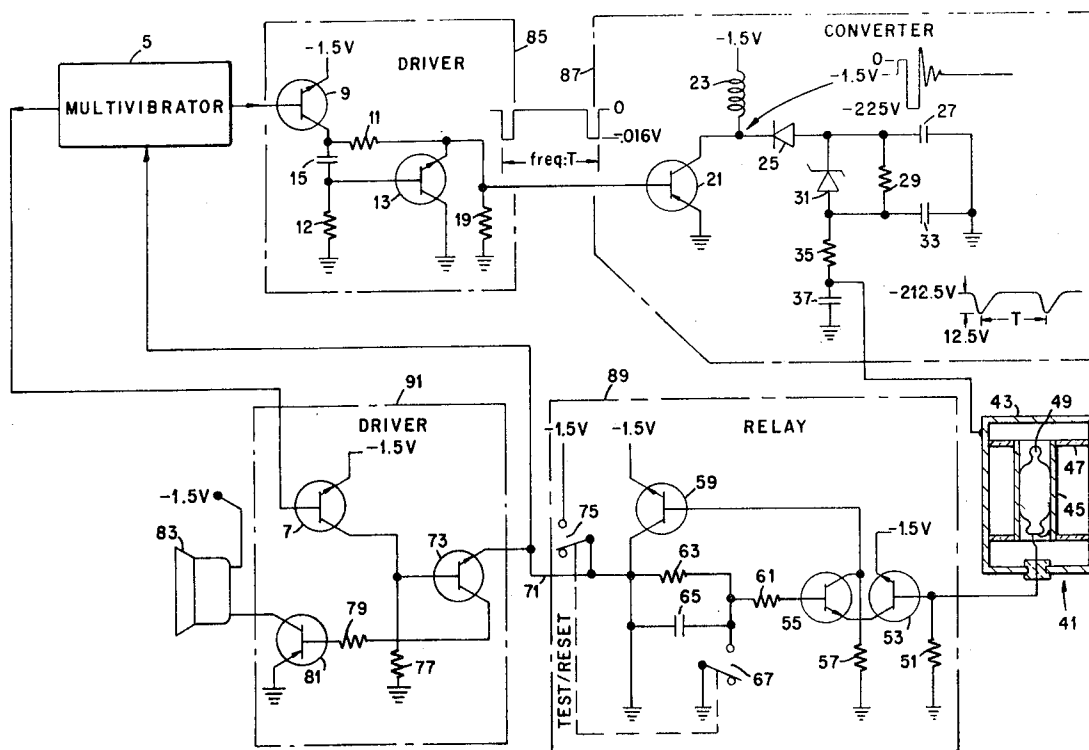 5
MULTIVIBRATOR
85
-1.5V
DRIVER
9
11
15
12
13
19
0
-.016V
freq:T
87
CONVERTER
-1.5V
23
0
-1.5V
-225V
27
25
21
31
29
33
35
37
-212.5V
12.5V
T
91
DRIVER
-1.5V
-1.5V
83
7
73
79
81
77
71
89
RELAY
-1.5V
-1.5V
59
75
63
65
61
55
53
-1.5V
57
51
67
TEST/RESET
43
49
47
45
41